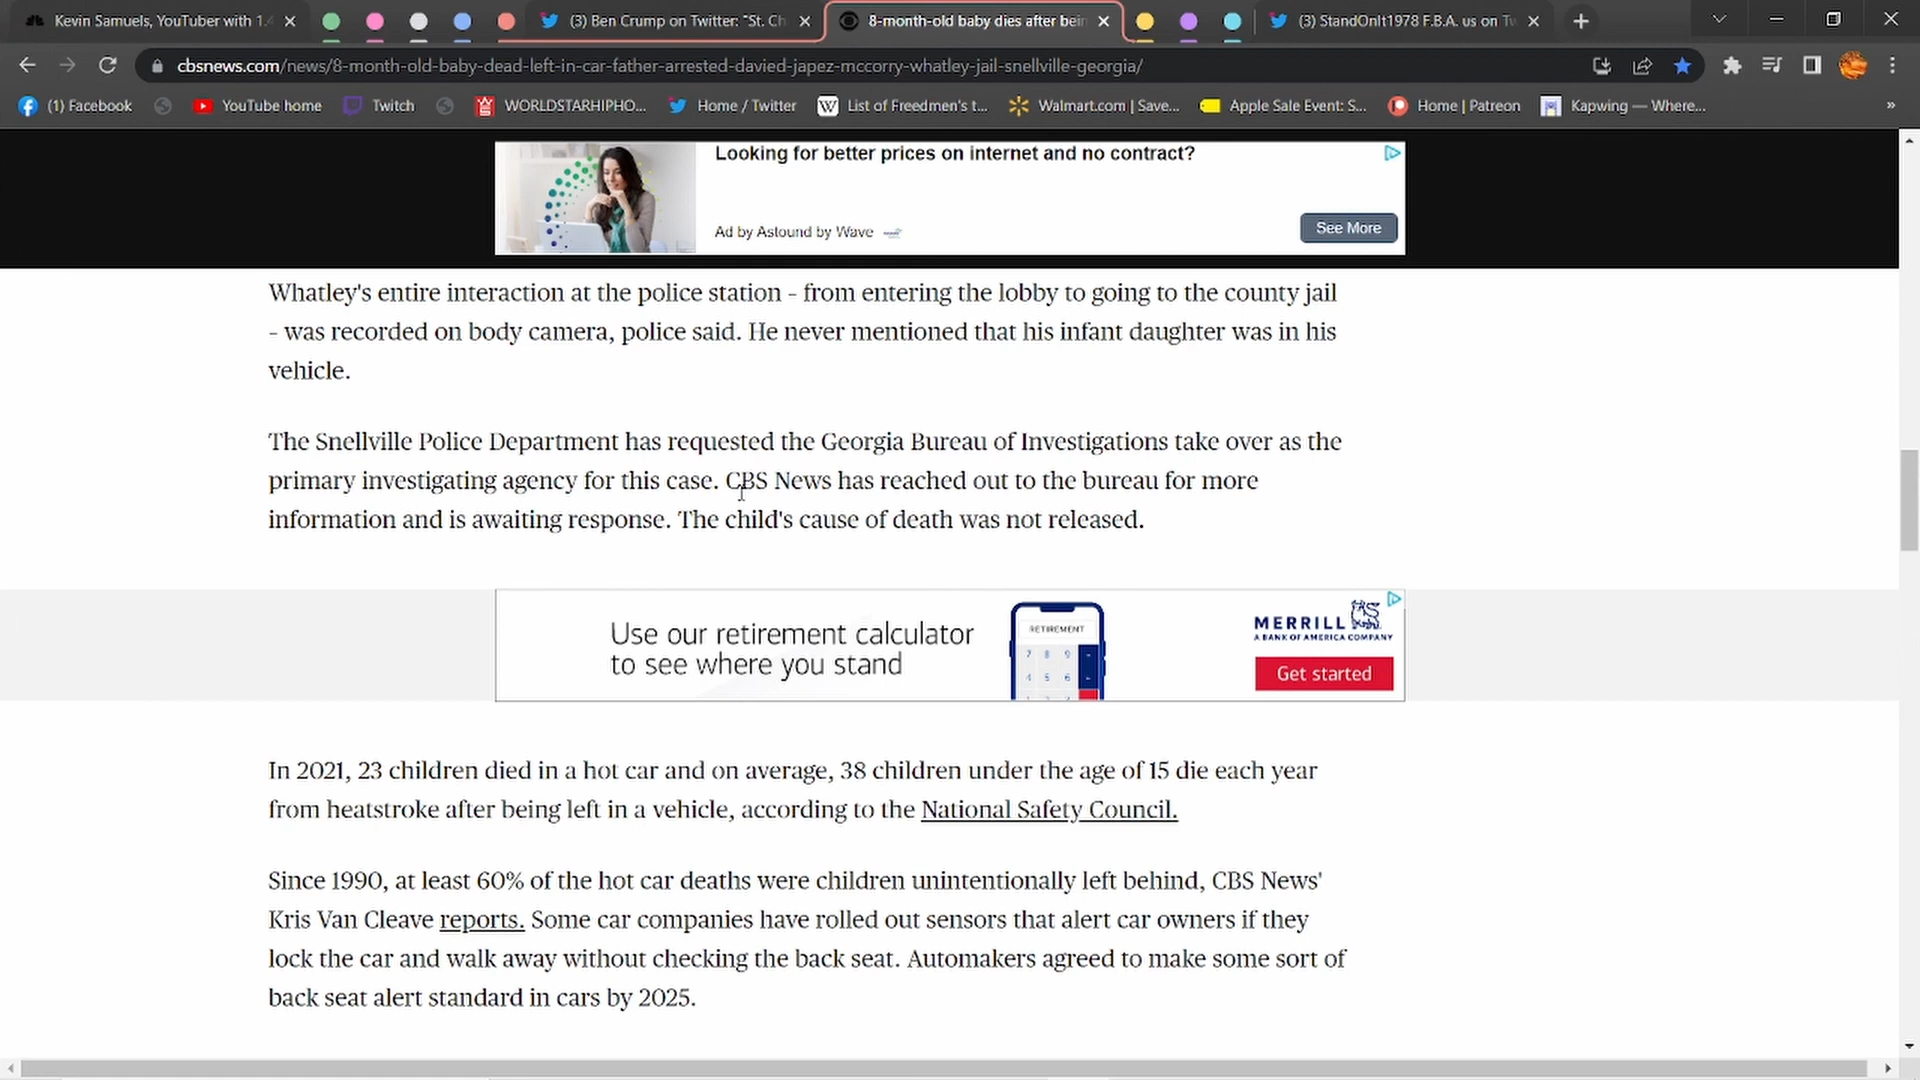 Kevin Samuels, YouTuber with 1.4
(3) Ben Crump on Twitter: "St. Ch
8-month-old baby dies after bein
(3) StandOnIt1978 F.B.A. us on Tw
cbsnews.com/news/8-month-old-baby-dead-left-in-car-father-arrested-davied-japez-mccorry-whatley-jail-snellville-georgia/
(1) Facebook
YouTube home
Twitch
WORLDSTARHIPHO...
Home / Twitter
W
List of Freedmen's t...
Walmart.com | Save...
Apple Sale Event: S...
Home | Patreon
Kapwing — Where...
»
Looking for better prices on internet and no contract?
Ad by Astound by Wave
See More
Whatley's entire interaction at the police station – from entering the lobby to going to the county jail
– was recorded on body camera, police said. He never mentioned that his infant daughter was in his
vehicle.
The Snellville Police Department has requested the Georgia Bureau of Investigations take over as the
primary investigating agency for this case. CBS News has reached out to the bureau for more
information and is awaiting response. The child's cause of death was not released.
Use our retirement calculator
to see where you stand
RETIREMENT
7 8 9 -
4 5 6 -
MERRILL
A BANK OF AMERICA COMPANY
Get started
In 2021, 23 children died in a hot car and on average, 38 children under the age of 15 die each year
from heatstroke after being left in a vehicle, according to the National Safety Council.
Since 1990, at least 60% of the hot car deaths were children unintentionally left behind, CBS News'
Kris Van Cleave reports. Some car companies have rolled out sensors that alert car owners if they
lock the car and walk away without checking the back seat. Automakers agreed to make some sort of
back seat alert standard in cars by 2025.